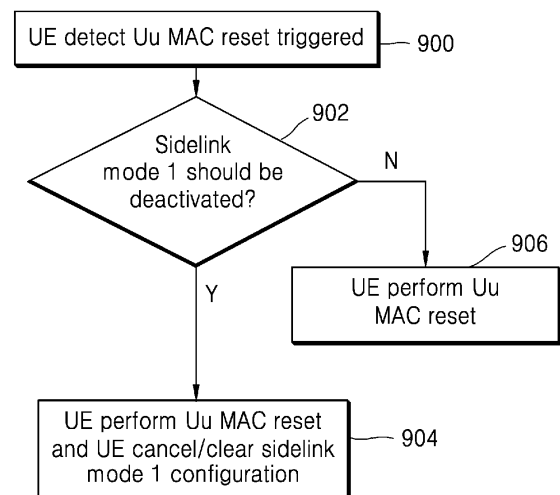 UE detect Uu MAC reset triggered
900
902
Sidelink
mode 1 should be
deactivated?
N
906
UE perform Uu
MAC reset
Y
UE perform Uu MAC reset
and UE cancel/clear sidelink
mode 1 configuration
904